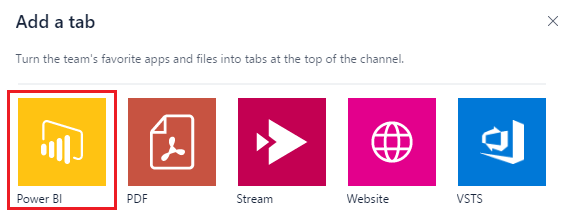 Add a tab
Turn the team's favorite apps and files into tabs at the top of the channel.
Power BI
PDF
Stream
Website
VSTS